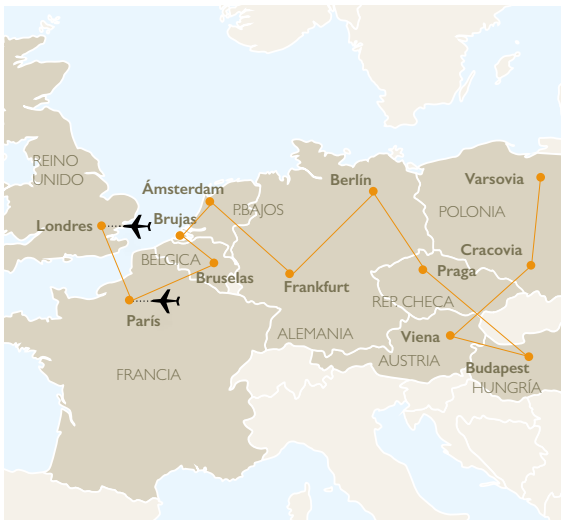 REINO
UNIDO
Londres
Ámsterdam
Brujas
P.BAJOS
BELGICA
Bruselas
París
FRANCIA
Berlín
Frankfurt
ALEMANIA
Varsovia
POLONIA
Cracovia
Praga
REP. CHECA
Viena
AUSTRIA
Budapest
HUNGRÍA